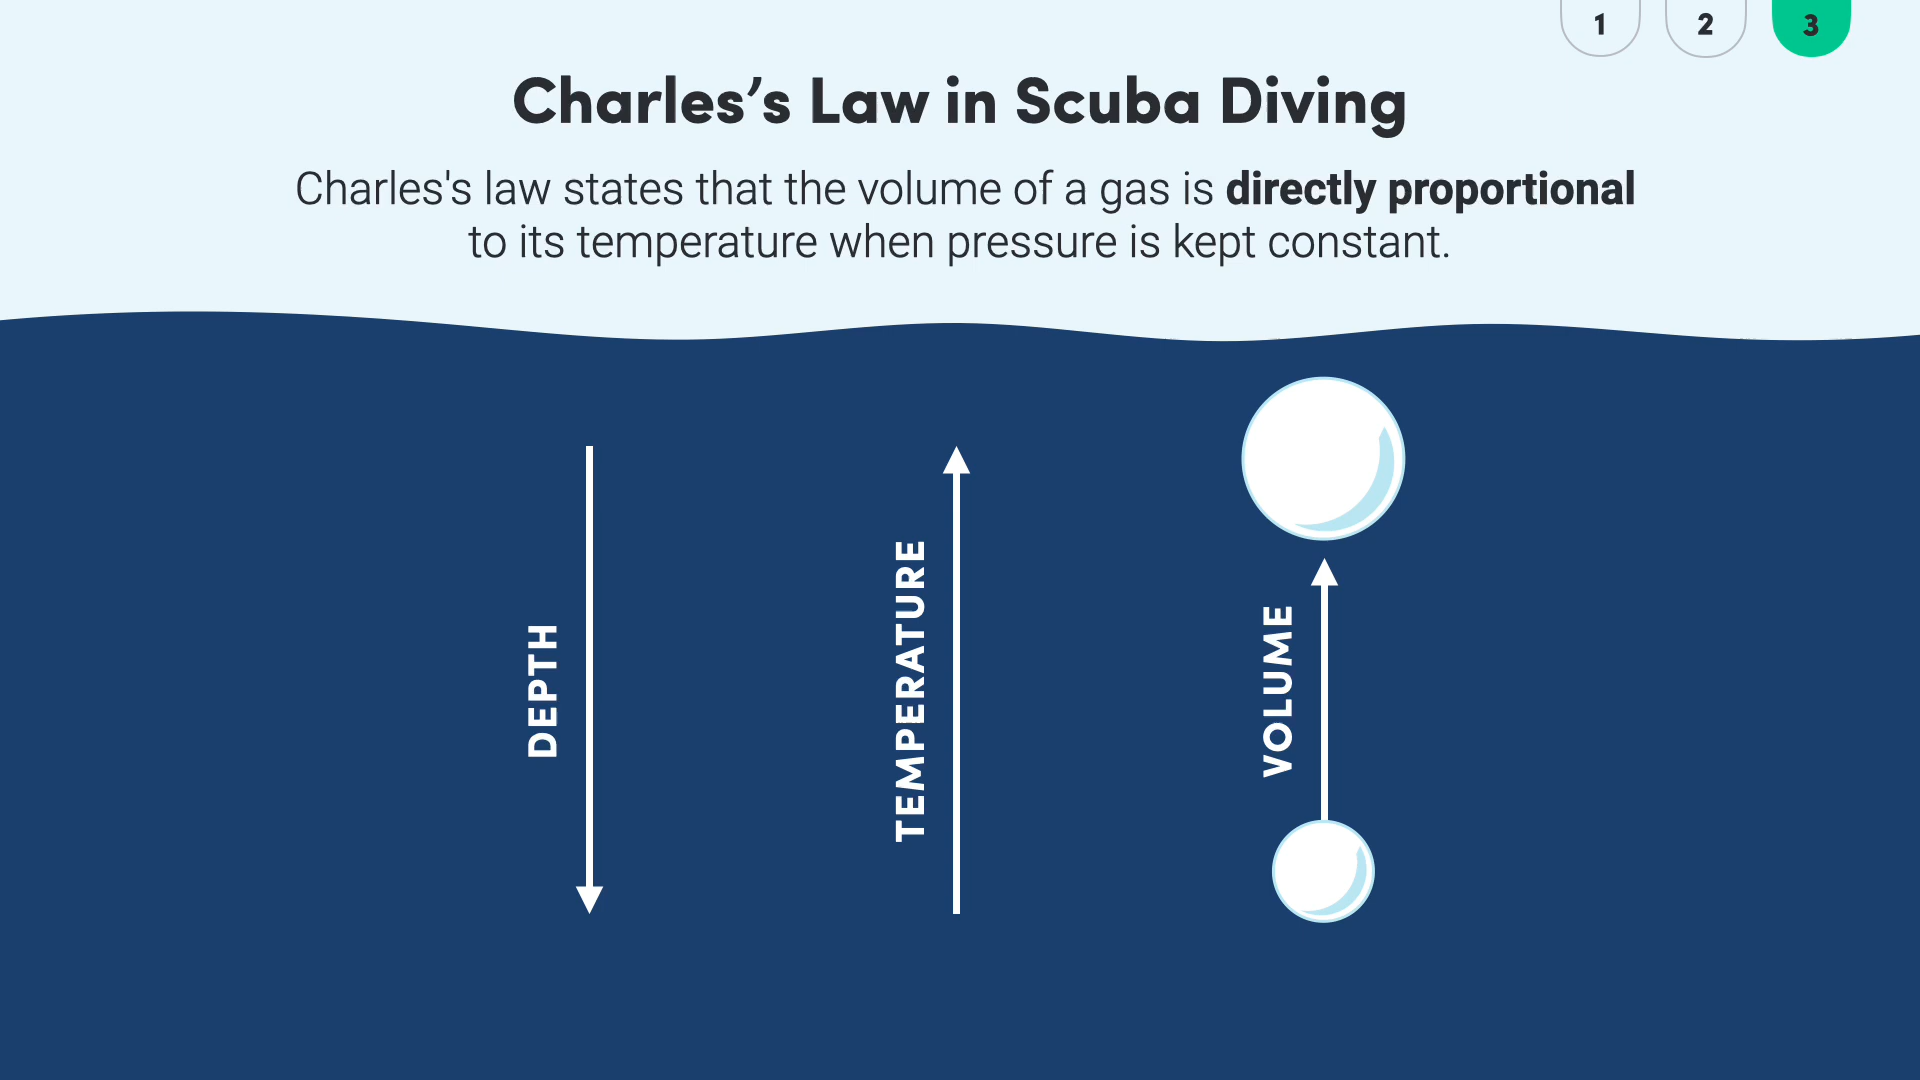 1
2
3
Charles’s Law in Scuba Diving
Charles's law states that the volume of a gas is directly proportional
to its temperature when pressure is kept constant.
DEPTH
TEMPERATURE
VOLUME